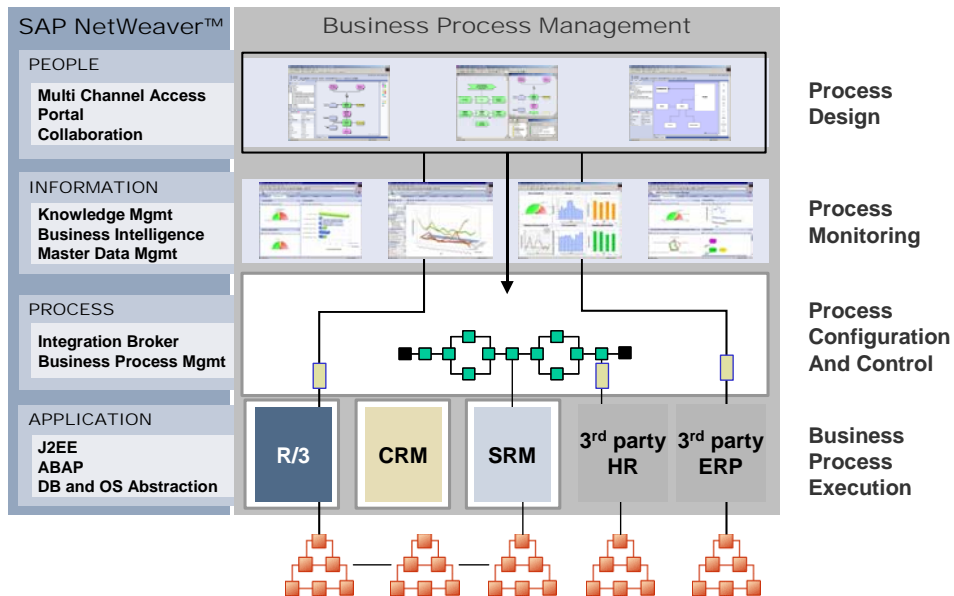 SAP NetWeaver™
Business Process Management
PEOPLE
Multi Channel Access
Portal
Collaboration
Process
Design
INFORMATION
Knowledge Mgmt
Business Intelligence
Master Data Mgmt
Process
Monitoring
PROCESS
Integration Broker
Business Process Mgmt
Process
Configuration
And Control
APPLICATION
J2EE
ABAP
DB and OS Abstraction
R/3
CRM
SRM
3rd party
HR
3rd party
ERP
Business
Process
Execution